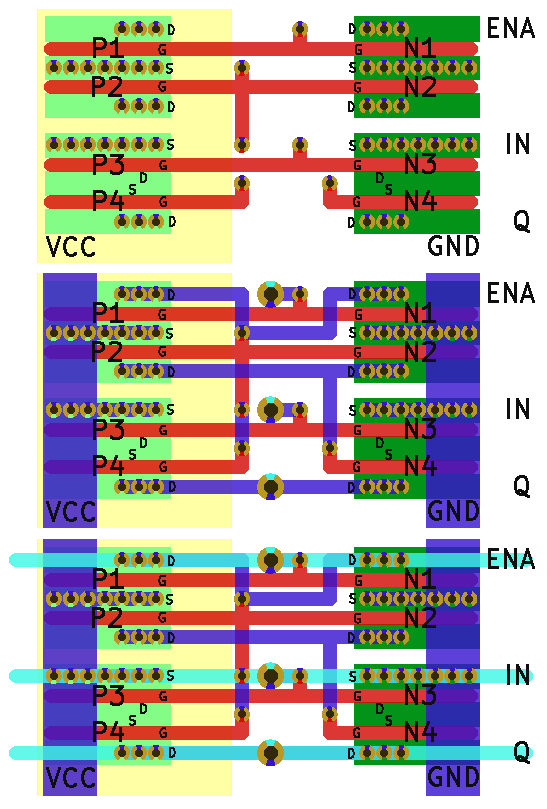 D D ENA
P1 G G N1
S S
P2 G G N2
D D
S S IN
P3 G G N3
D D
S S
P4 G G N4
D D Q
VCC GND
D D ENA
P1 G G N1
S S
P2 G G N2
D D
S S IN
P3 G G N3
D D
S S
P4 G G N4
D D Q
VCC GND
D D ENA
P1 G G N1
S S
P2 G G N2
D D
S S IN
P3 G G N3
D D
S S
P4 G G N4
D D Q
VCC GND